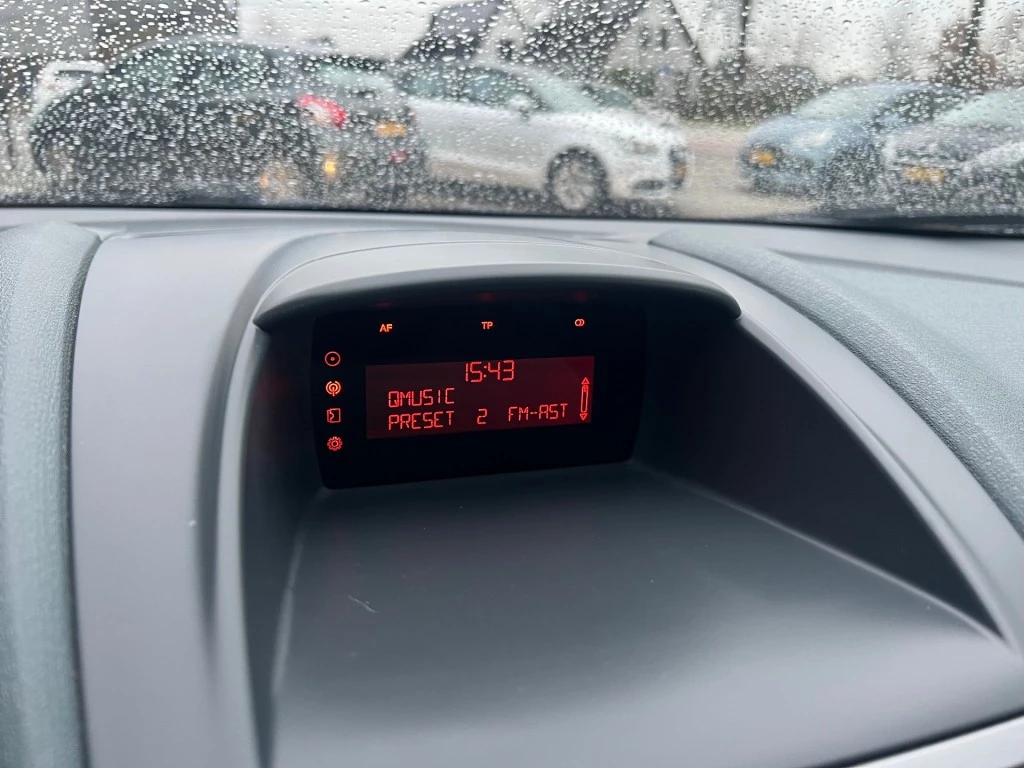 AF TP
15:43
QMUSIC
PRESET 2 FM-AST